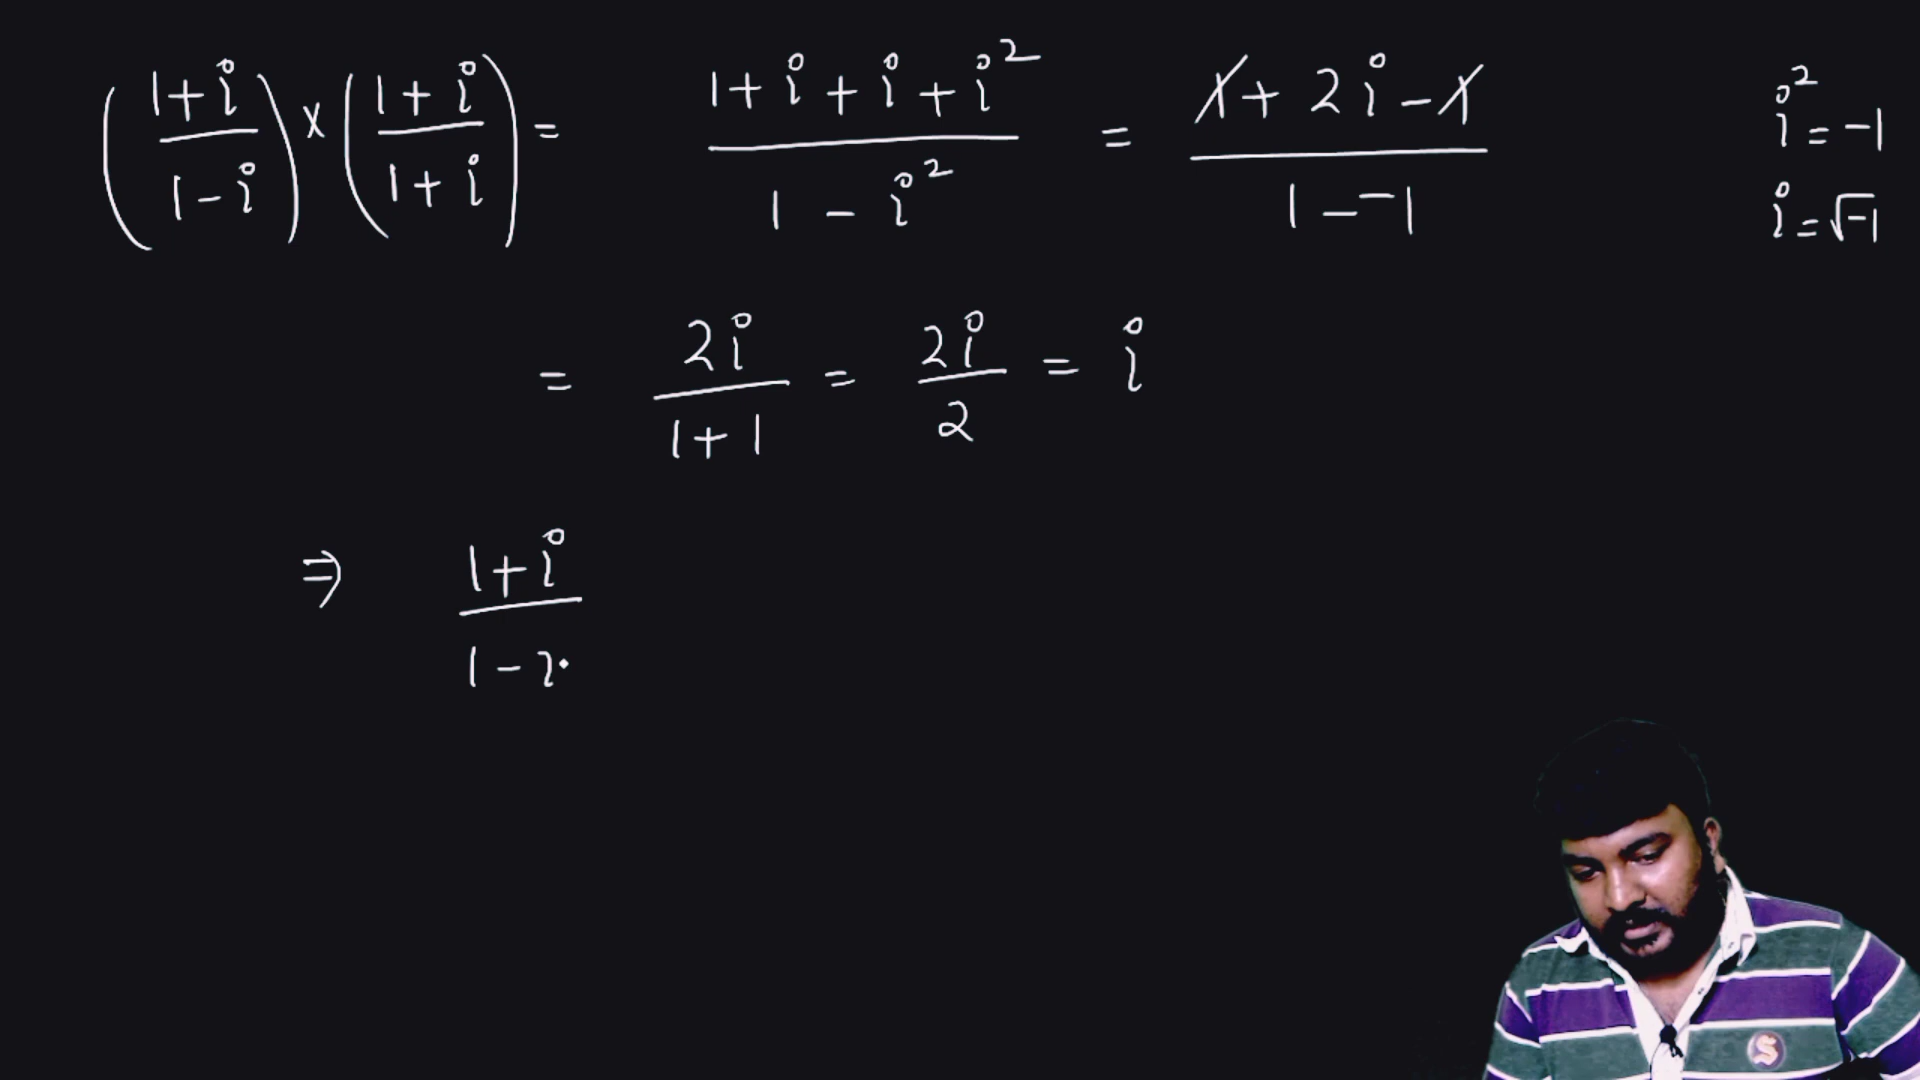 (1+i / 1-i) x (1+i / 1+i) = 1+i+i+i² / 1-i² = 1+2i-1 / 1--1
i² = -1
i = √-1
= 2i / 1+1 = 2i / 2 = i
⇒ 1+i / 1-i
S